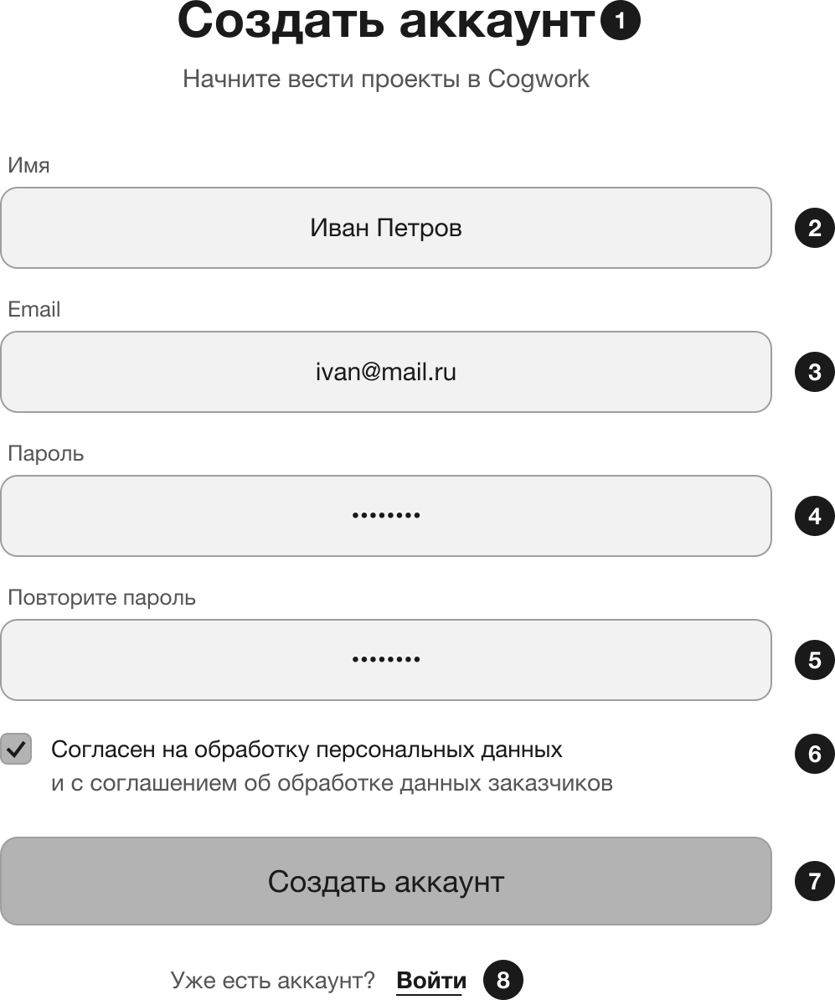 Создать аккаунт 1
Начните вести проекты в Cogwork
Имя
Иван Петров 2
Email
ivan@mail.ru 3
Пароль
•••••••• 4
Повторите пароль
•••••••• 5
Согласен на обработку персональных данных 6
и с соглашением об обработке данных заказчиков
Создать аккаунт 7
Уже есть аккаунт? Войти 8